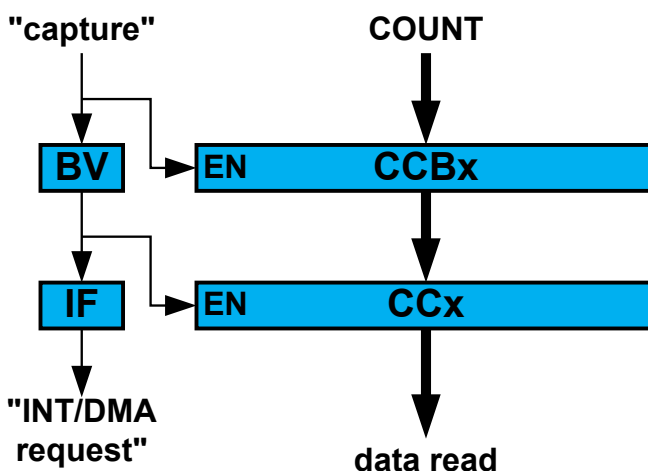 "capture" COUNT
BV EN CCBx
IF EN CCx
"INT/DMA
request" data read